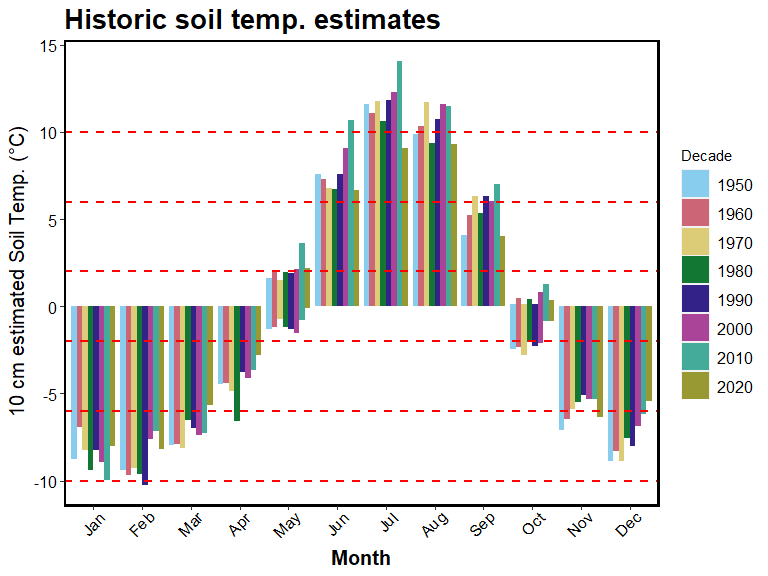 Historic soil temp. estimates
10 cm estimated Soil Temp. (°C)
15
10
5
0
-5
-10
Jan
Feb
Mar
Apr
May
Jun
Jul
Aug
Sep
Oct
Nov
Dec
Month
Decade
1950
1960
1970
1980
1990
2000
2010
2020